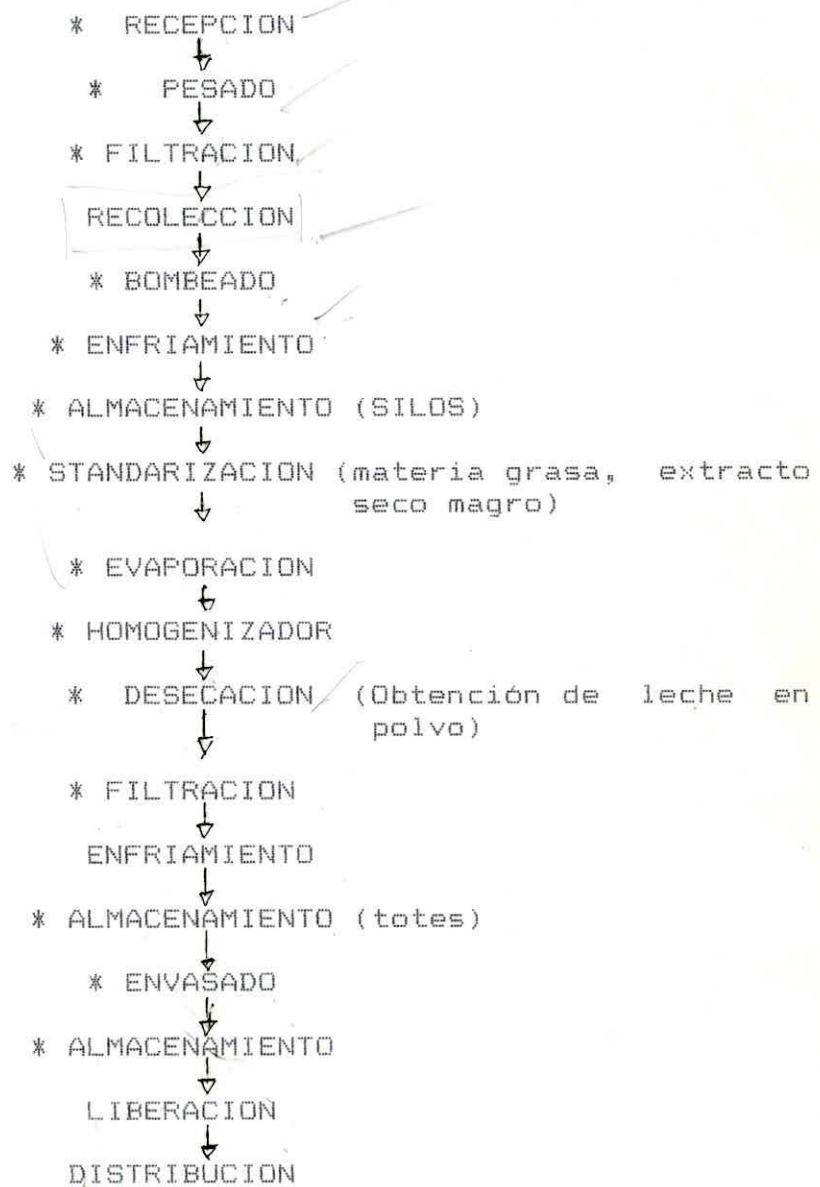 * RECEPCION
* PESADO
* FILTRACION
RECOLECCION
* BOMBEADO
* ENFRIAMIENTO
* ALMACENAMIENTO (SILOS)
* STANDARIZACION (materia grasa, extracto
seco magro)
* EVAPORACION
* HOMOGENIZADOR
* DESECACION (Obtención de leche en
polvo)
* FILTRACION
ENFRIAMIENTO
* ALMACENAMIENTO (totes)
* ENVASADO
* ALMACENAMIENTO
LIBERACION
DISTRIBUCION